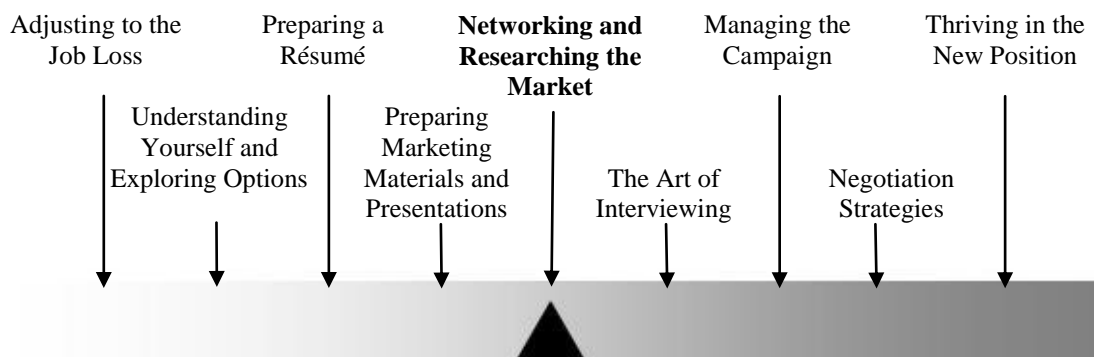 Adjusting to the
Job Loss
Understanding
Yourself and
Exploring Options
Preparing a
Résumé
Preparing
Marketing
Materials and
Presentations
Networking and
Researching the
Market
The Art of
Interviewing
Managing the
Campaign
Negotiation
Strategies
Thriving in the
New Position